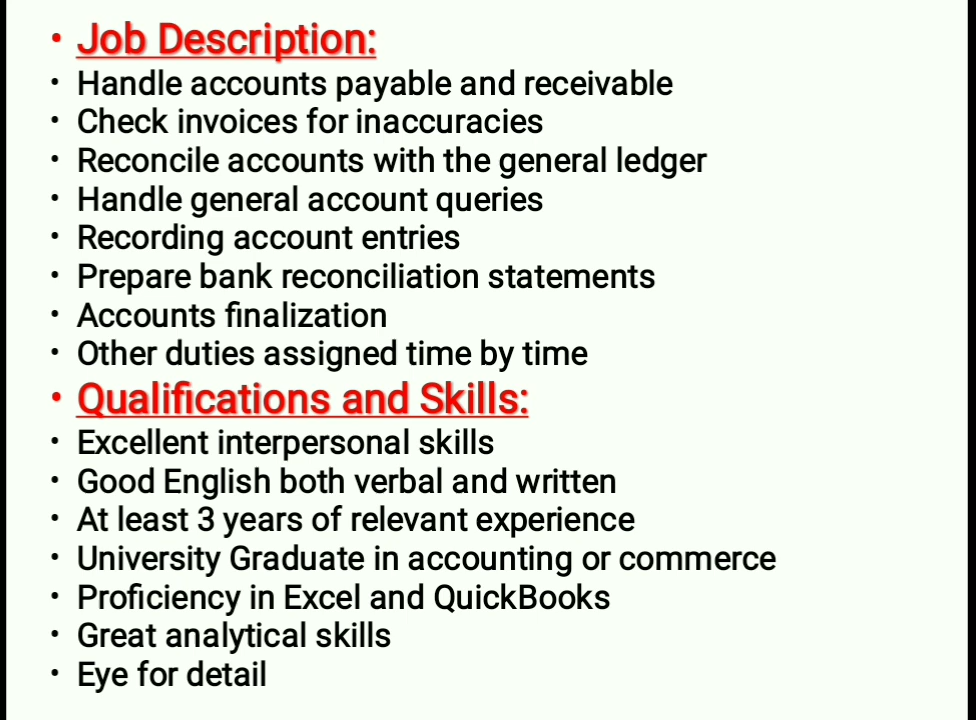 • Job Description:
• Handle accounts payable and receivable
• Check invoices for inaccuracies
• Reconcile accounts with the general ledger
• Handle general account queries
• Recording account entries
• Prepare bank reconciliation statements
• Accounts finalization
• Other duties assigned time by time
• Qualifications and Skills:
• Excellent interpersonal skills
• Good English both verbal and written
• At least 3 years of relevant experience
• University Graduate in accounting or commerce
• Proficiency in Excel and QuickBooks
• Great analytical skills
• Eye for detail